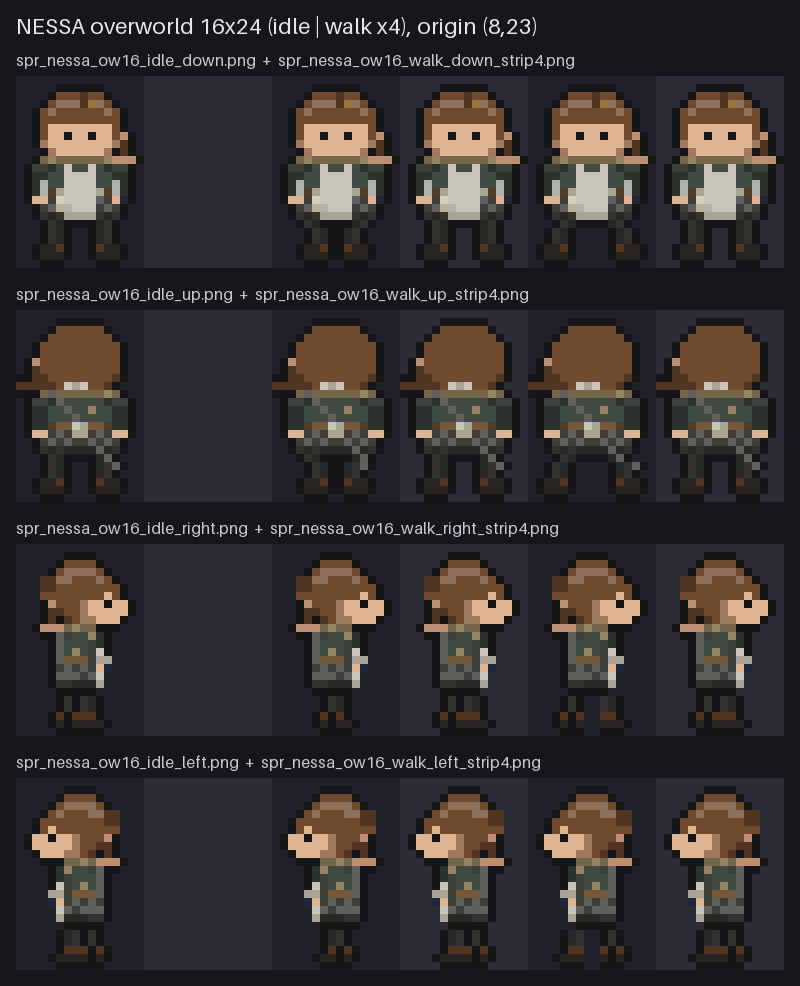 NESSA overworld 16x24 (idle | walk x4), origin (8,23)
spr_nessa_ow16_idle_down.png + spr_nessa_ow16_walk_down_strip4.png
spr_nessa_ow16_idle_up.png + spr_nessa_ow16_walk_up_strip4.png
spr_nessa_ow16_idle_right.png + spr_nessa_ow16_walk_right_strip4.png
spr_nessa_ow16_idle_left.png + spr_nessa_ow16_walk_left_strip4.png